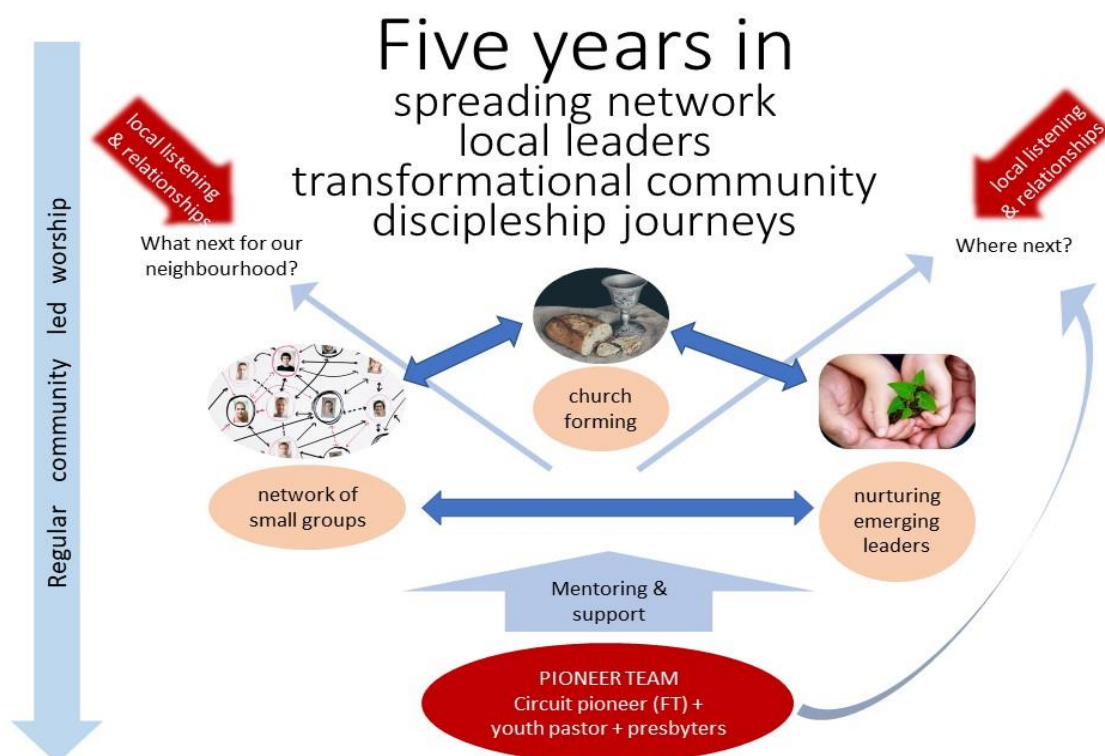 Five years in
spreading network
local leaders
transformational community
discipleship journeys
local listening
& relationships
local listening
& relationships
What next for our
neighbourhood?
Where next?
Regular community led worship
church
forming
network of
small groups
nurturing
emerging
leaders
Mentoring &
support
PIONEER TEAM
Circuit pioneer (FT) +
youth pastor + presbyters